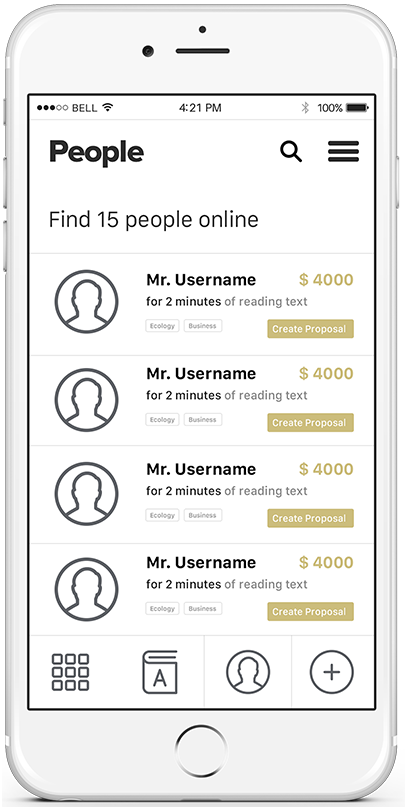 BELL 4:21 PM 100%
People
Find 15 people online
Mr. Username $ 4000
for 2 minutes of reading text
Ecology Business Create Proposal
Mr. Username $ 4000
for 2 minutes of reading text
Ecology Business Create Proposal
Mr. Username $ 4000
for 2 minutes of reading text
Ecology Business Create Proposal
Mr. Username $ 4000
for 2 minutes of reading text
Ecology Business Create Proposal
A